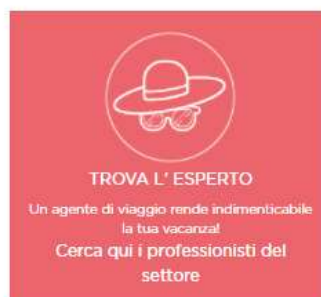 TROVA L' ESPERTO
Un agente di viaggio rende indimenticabile
la tua vacanza!
Cerca qui i professionisti del
settore